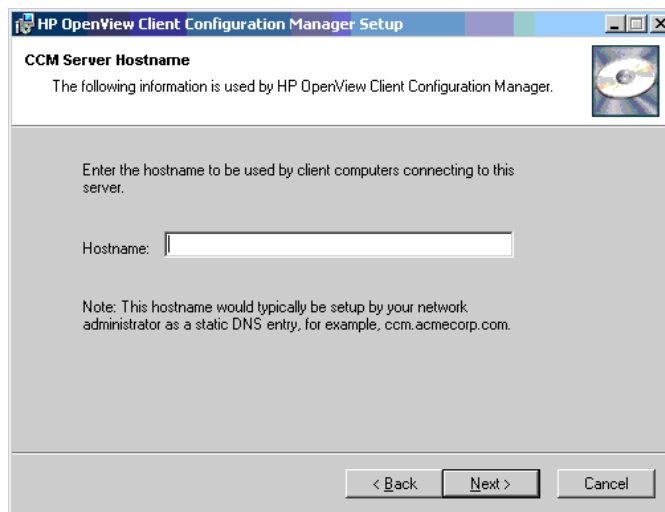 HP OpenView Client Configuration Manager Setup
CCM Server Hostname
The following information is used by HP OpenView Client Configuration Manager.
Enter the hostname to be used by client computers connecting to this
server.
Hostname:
Note: This hostname would typically be setup by your network
administrator as a static DNS entry, for example, ccm.acmecorp.com.
< Back
Next >
Cancel